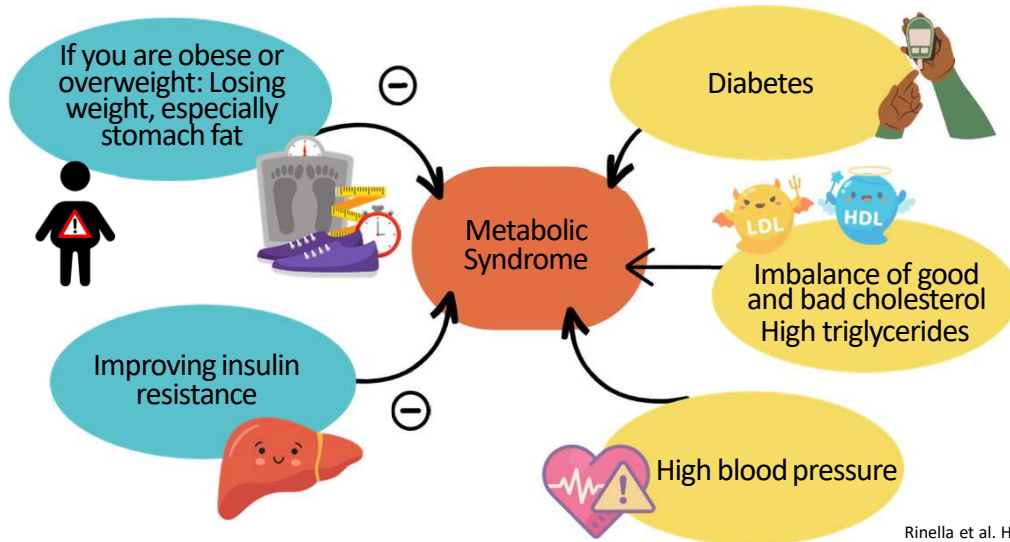 If you are obese or
overweight: Losing
weight, especially
stomach fat
Diabetes
LDL
HDL
Metabolic
Syndrome
Imbalance of good
and bad cholesterol
High triglycerides
Improving insulin
resistance
High blood pressure
Rinella et al. H